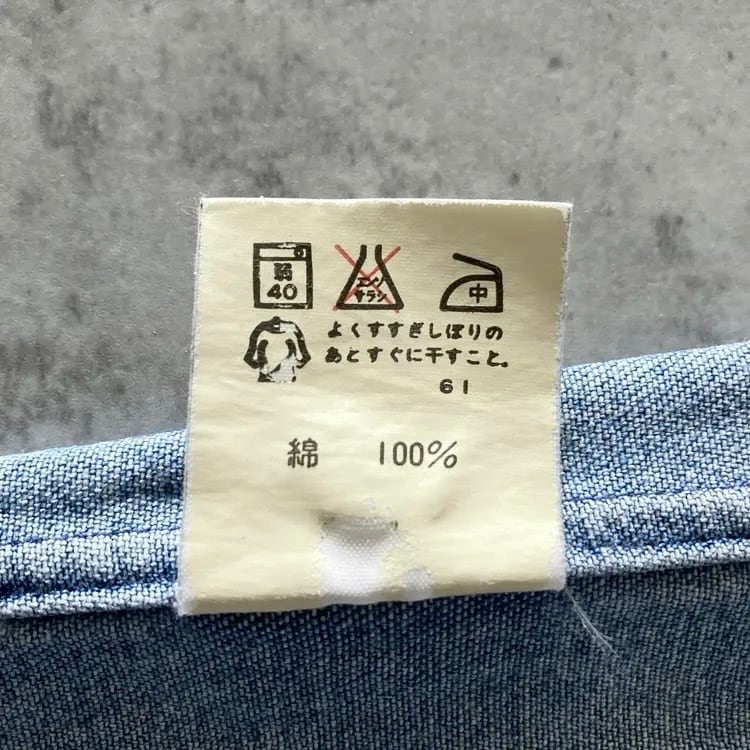 弱
40
エンソ
サラシ
中
よくすすぎしぼりの
あとすぐに干すこと。
61
綿 100%